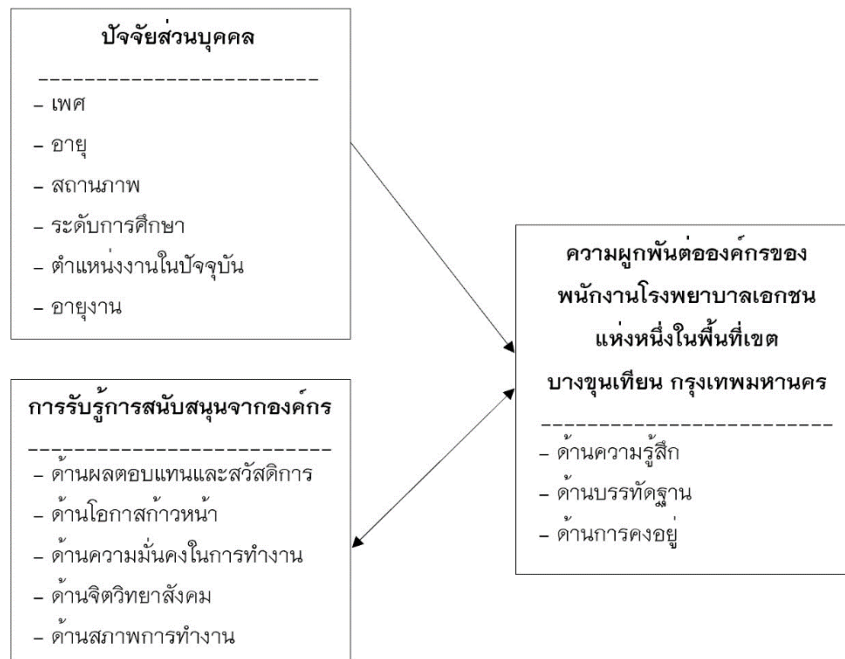 ปัจจัยส่วนบุคคล
- เพศ
- อายุ
- สถานภาพ
- ระดับการศึกษา
- ตำแหน่งงานในปัจจุบัน
- อายุงาน
การรับรู้การสนับสนุนจากองค์กร
- ด้านผลตอบแทนและสวัสดิการ
- ด้านโอกาสก้าวหน้า
- ด้านความมั่นคงในการทำงาน
- ด้านจิตวิทยาสังคม
- ด้านสภาพการทำงาน
ความผูกพันต่อองค์กรของ
พนักงานโรงพยาบาลเอกชน
แห่งหนึ่งในพื้นที่เขต
บางขุนเทียน กรุงเทพมหานคร
- ด้านความรู้สึก
- ด้านบรรทัดฐาน
- ด้านการคงอยู่